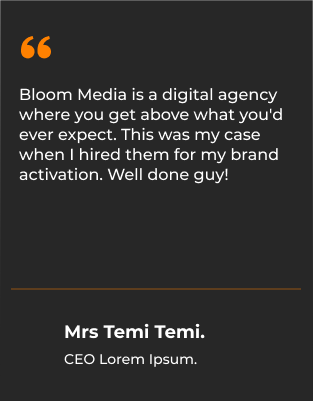 “
Bloom Media is a digital agency
where you get above what you'd
ever expect. This was my case
when I hired them for my brand
activation. Well done guy!
Mrs Temi Temi.
CEO Lorem Ipsum.